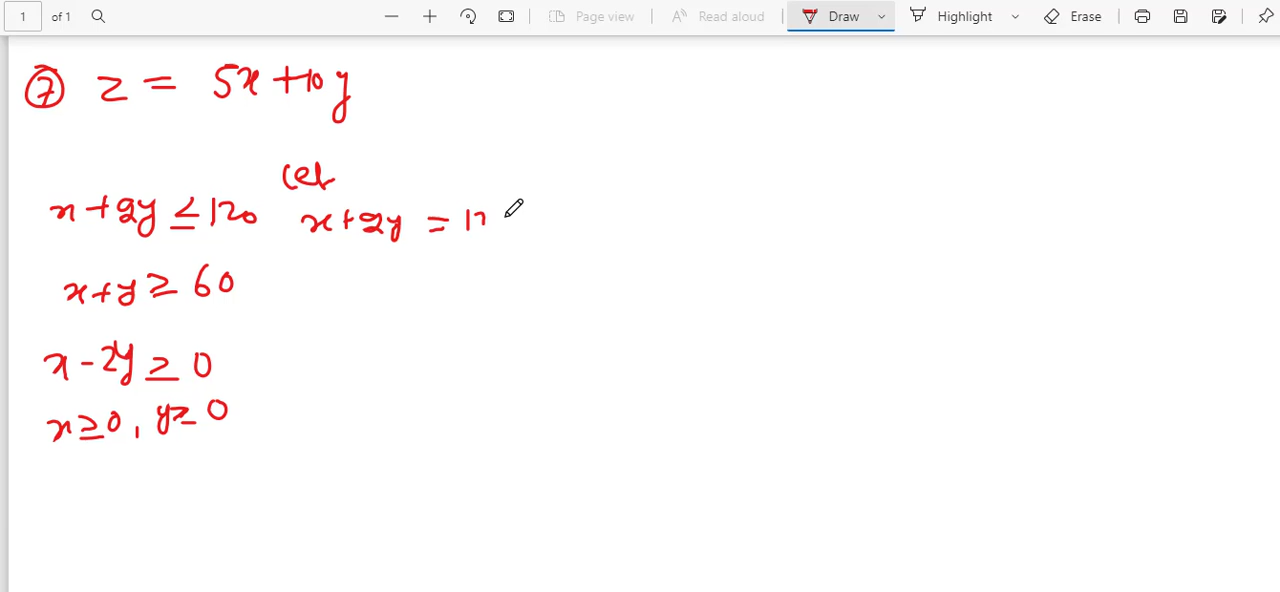 1 of 1 Page view Read aloud Draw Highlight Erase
⑦ z = 5x + 10y
Let
x + 2y ≤ 120 x + 2y = 12
x + y ≥ 60
x - 2y ≥ 0
x ≥ 0, y ≥ 0